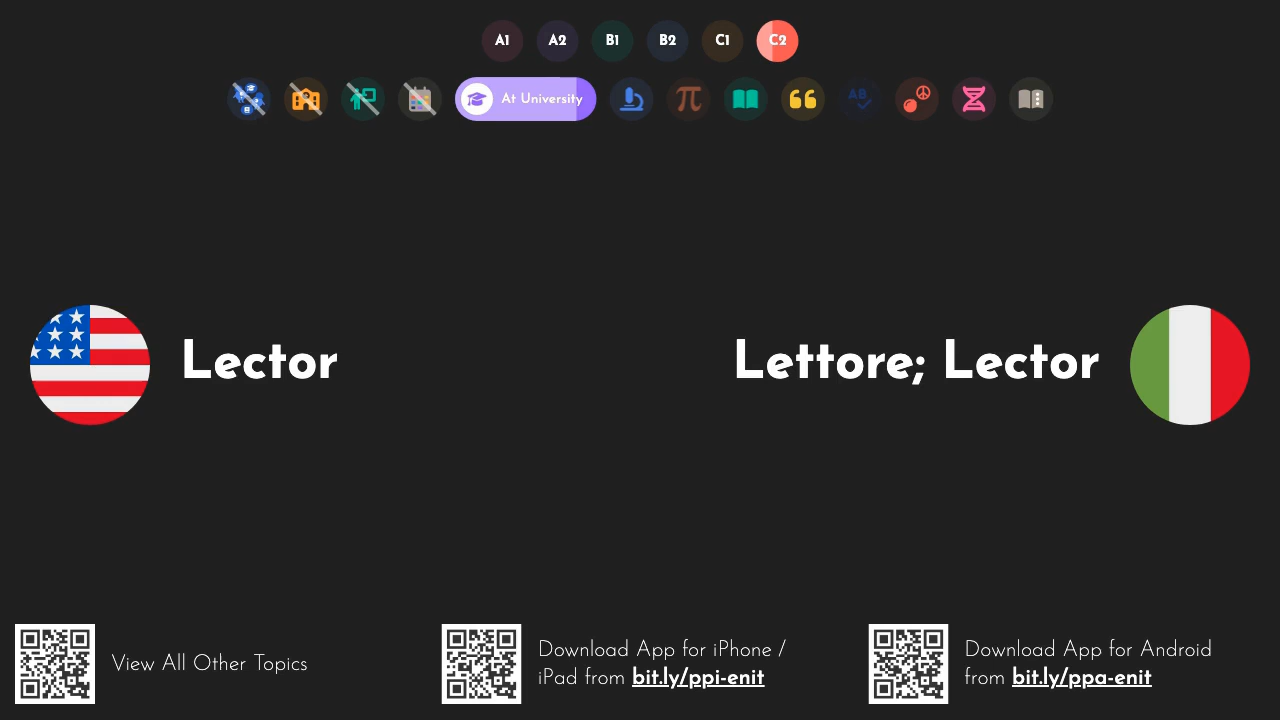 A1 A2 B1 B2 C1 C2
At University
Lector
Lettore; Lector
View All Other Topics
Download App for iPhone /
iPad from bit.ly/ppi-enit
Download App for Android
from bit.ly/ppa-enit